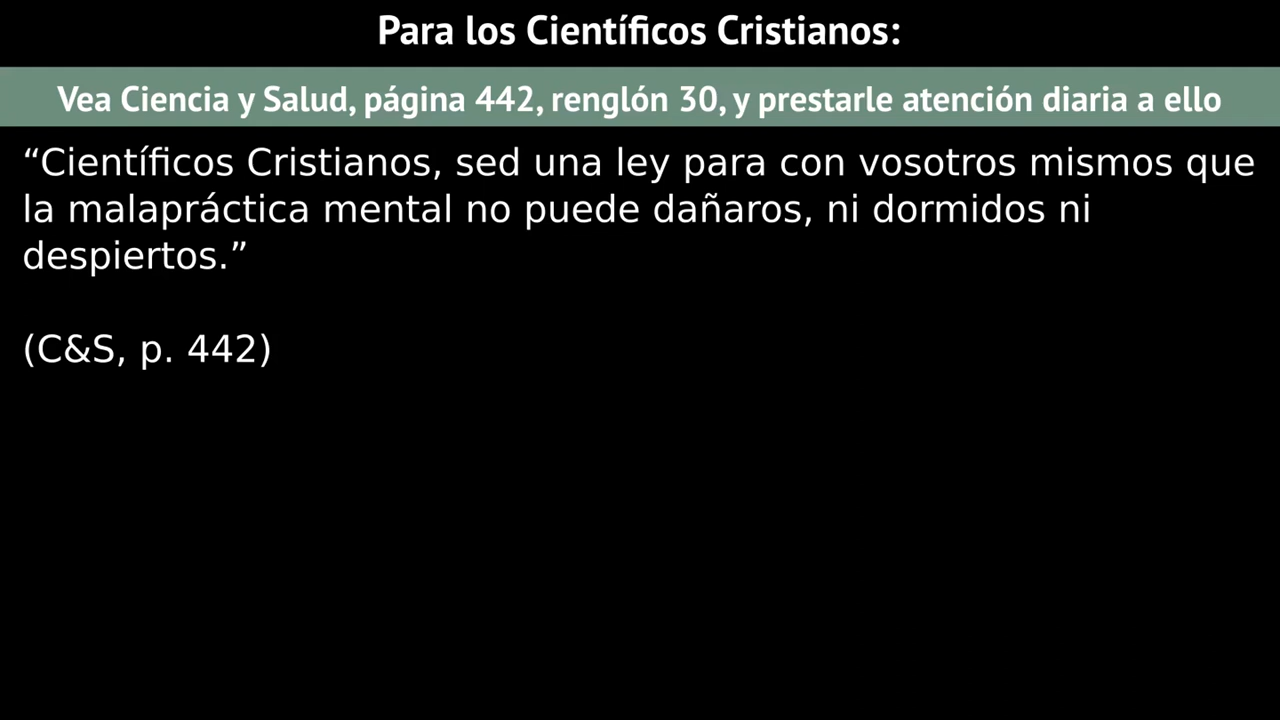 Para los Científicos Cristianos:
Vea Ciencia y Salud, página 442, renglón 30, y prestarle atención diaria a ello
“Científicos Cristianos, sed una ley para con vosotros mismos que
la malapráctica mental no puede dañaros, ni dormidos ni
despiertos.”
(C&S, p. 442)